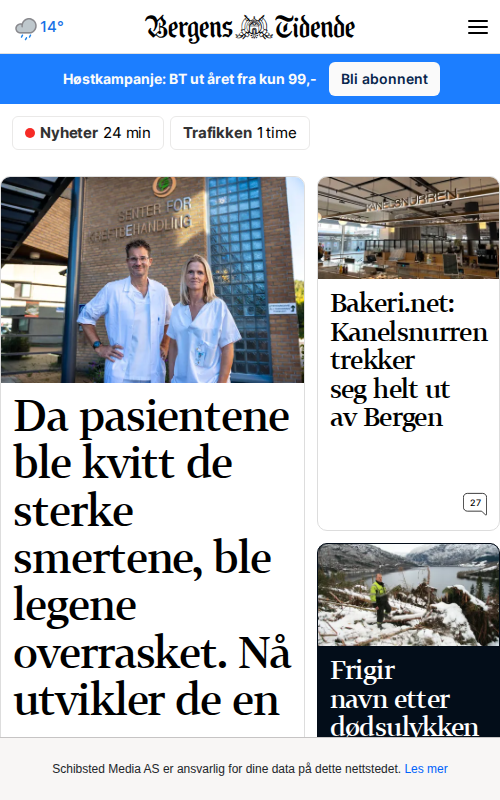 14°
Bergens Tidende
Høstkampanje: BT ut året fra kun 99,-
Bli abonnent
Nyheter 24 min
Trafikken 1 time
SENTER FOR
KREFTBEHANDLING
Da pasientene
ble kvitt de
sterke
smertene, ble
legene
overrasket. Nå
utvikler de en
KANELSNURREN
Bakeri.net:
Kanelsnurren
trekker
seg helt ut
av Bergen
27
Frigir
navn etter
dødsulykken
Schibsted Media AS er ansvarlig for dine data på dette nettstedet. Les mer